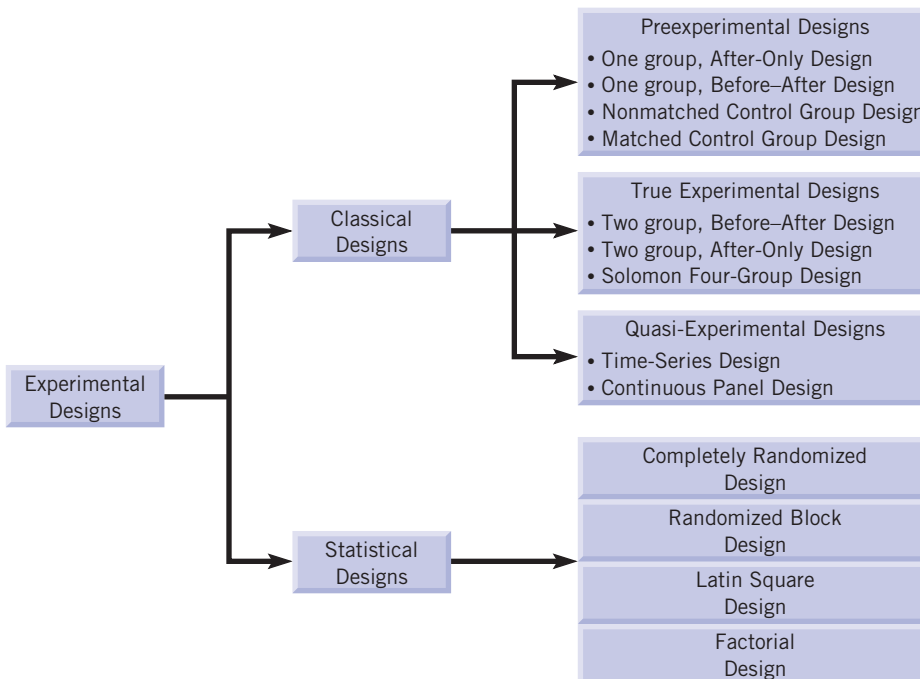 Preexperimental Designs
• One group, After-Only Design
• One group, Before–After Design
• Nonmatched Control Group Design
• Matched Control Group Design
True Experimental Designs
• Two group, Before–After Design
• Two group, After-Only Design
• Solomon Four-Group Design
Classical
Designs
Quasi-Experimental Designs
• Time-Series Design
• Continuous Panel Design
Experimental
Designs
Completely Randomized
Design
Randomized Block
Design
Statistical
Designs
Latin Square
Design
Factorial
Design